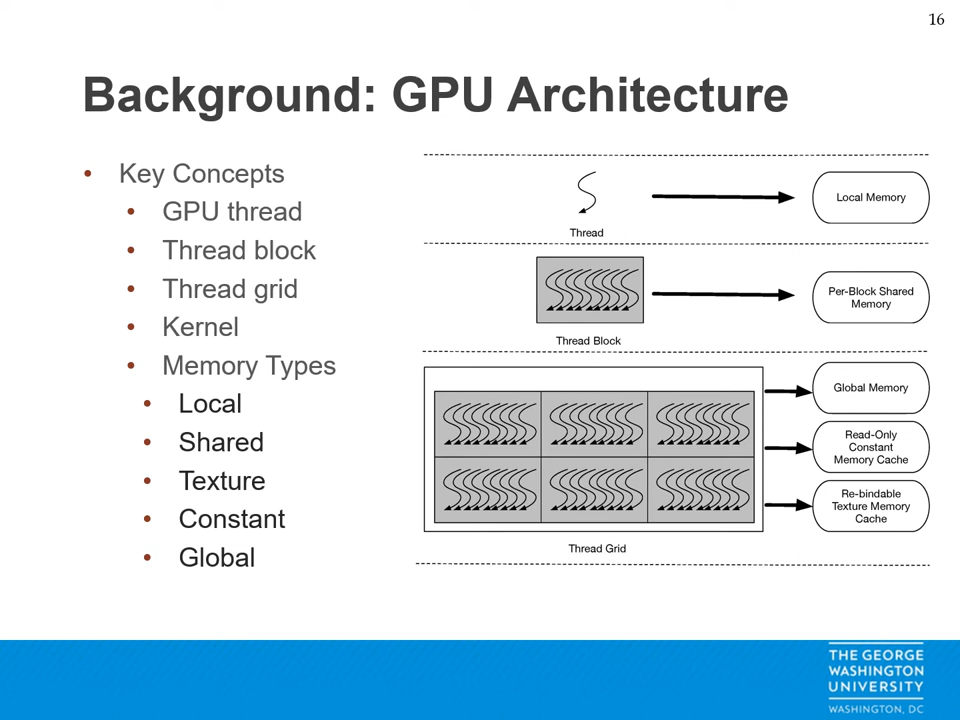 16
Background: GPU Architecture
• Key Concepts
• GPU thread
• Thread block
• Thread grid
• Kernel
• Memory Types
• Local
• Shared
• Texture
• Constant
• Global
Thread
Local Memory
Thread Block
Per-Block Shared
Memory
Thread Grid
Global Memory
Read-Only
Constant
Memory Cache
Re-bindable
Texture Memory
Cache
THE GEORGE
WASHINGTON
UNIVERSITY
WASHINGTON, DC